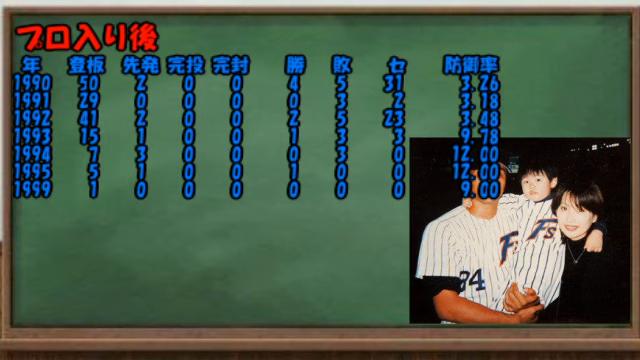 プロ入り後
年 登板 先発 完投 完封 勝 敗 セ 防御率
1990 50 2 0 0 4 5 31 3.26
1991 29 0 0 0 0 3 2 3.18
1992 41 2 0 0 2 5 23 3.48
1993 15 1 0 0 1 3 3 9.78
1994 7 3 0 0 0 3 0 12.00
1995 5 1 0 0 1 0 0 12.00
1999 1 0 0 0 0 0 0 9.00
Fs
Fs
94